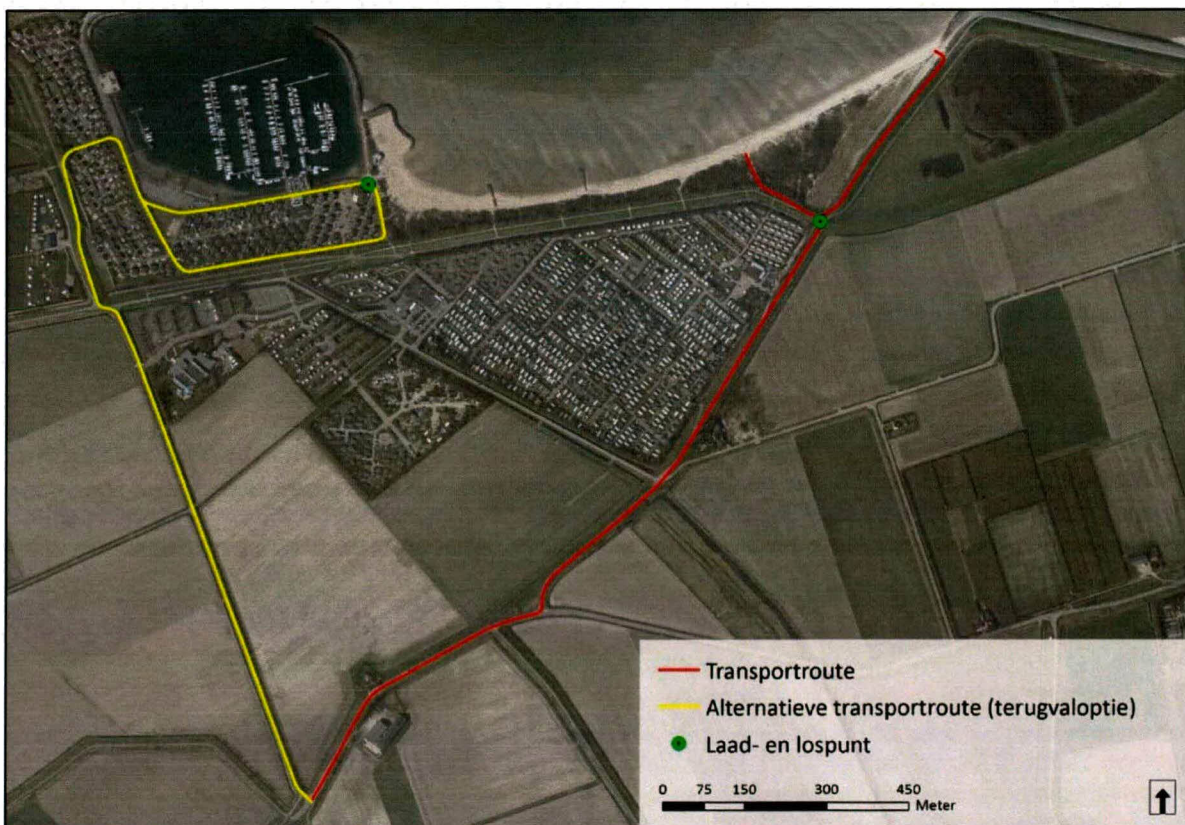 Transportroute
Alternatieve transportroute (terugvaloptie)
Laad- en lospunt
0 75 150 300 450
Meter